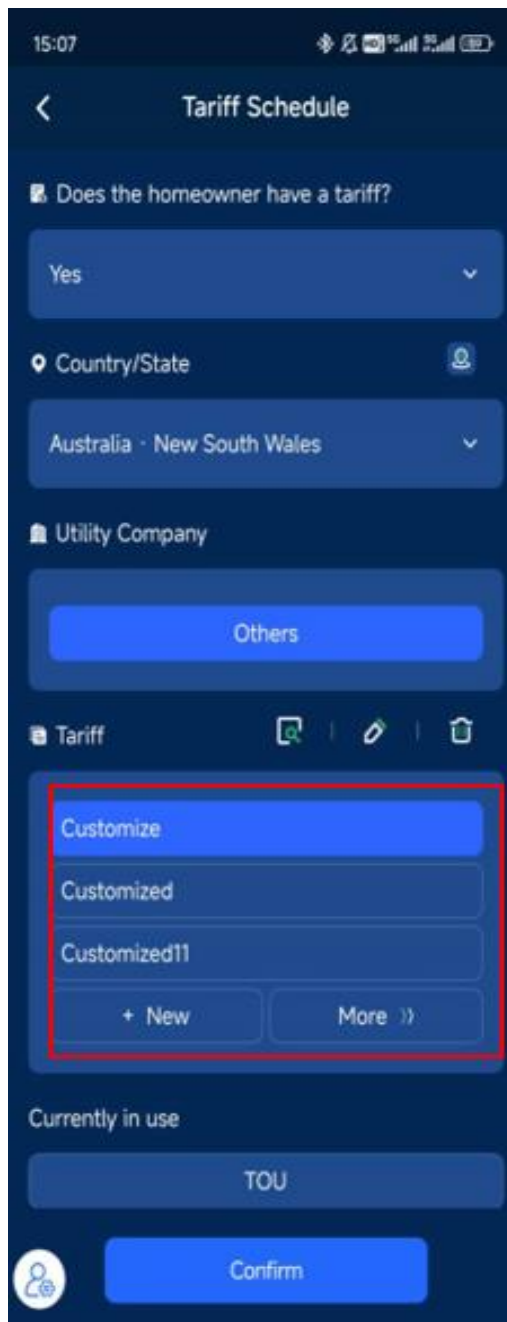 15:07
Tariff Schedule
Does the homeowner have a tariff?
Yes
Country/State
Australia · New South Wales
Utility Company
Others
Tariff
Customize
Customized
Customized11
+ New
More
Currently in use
TOU
Confirm